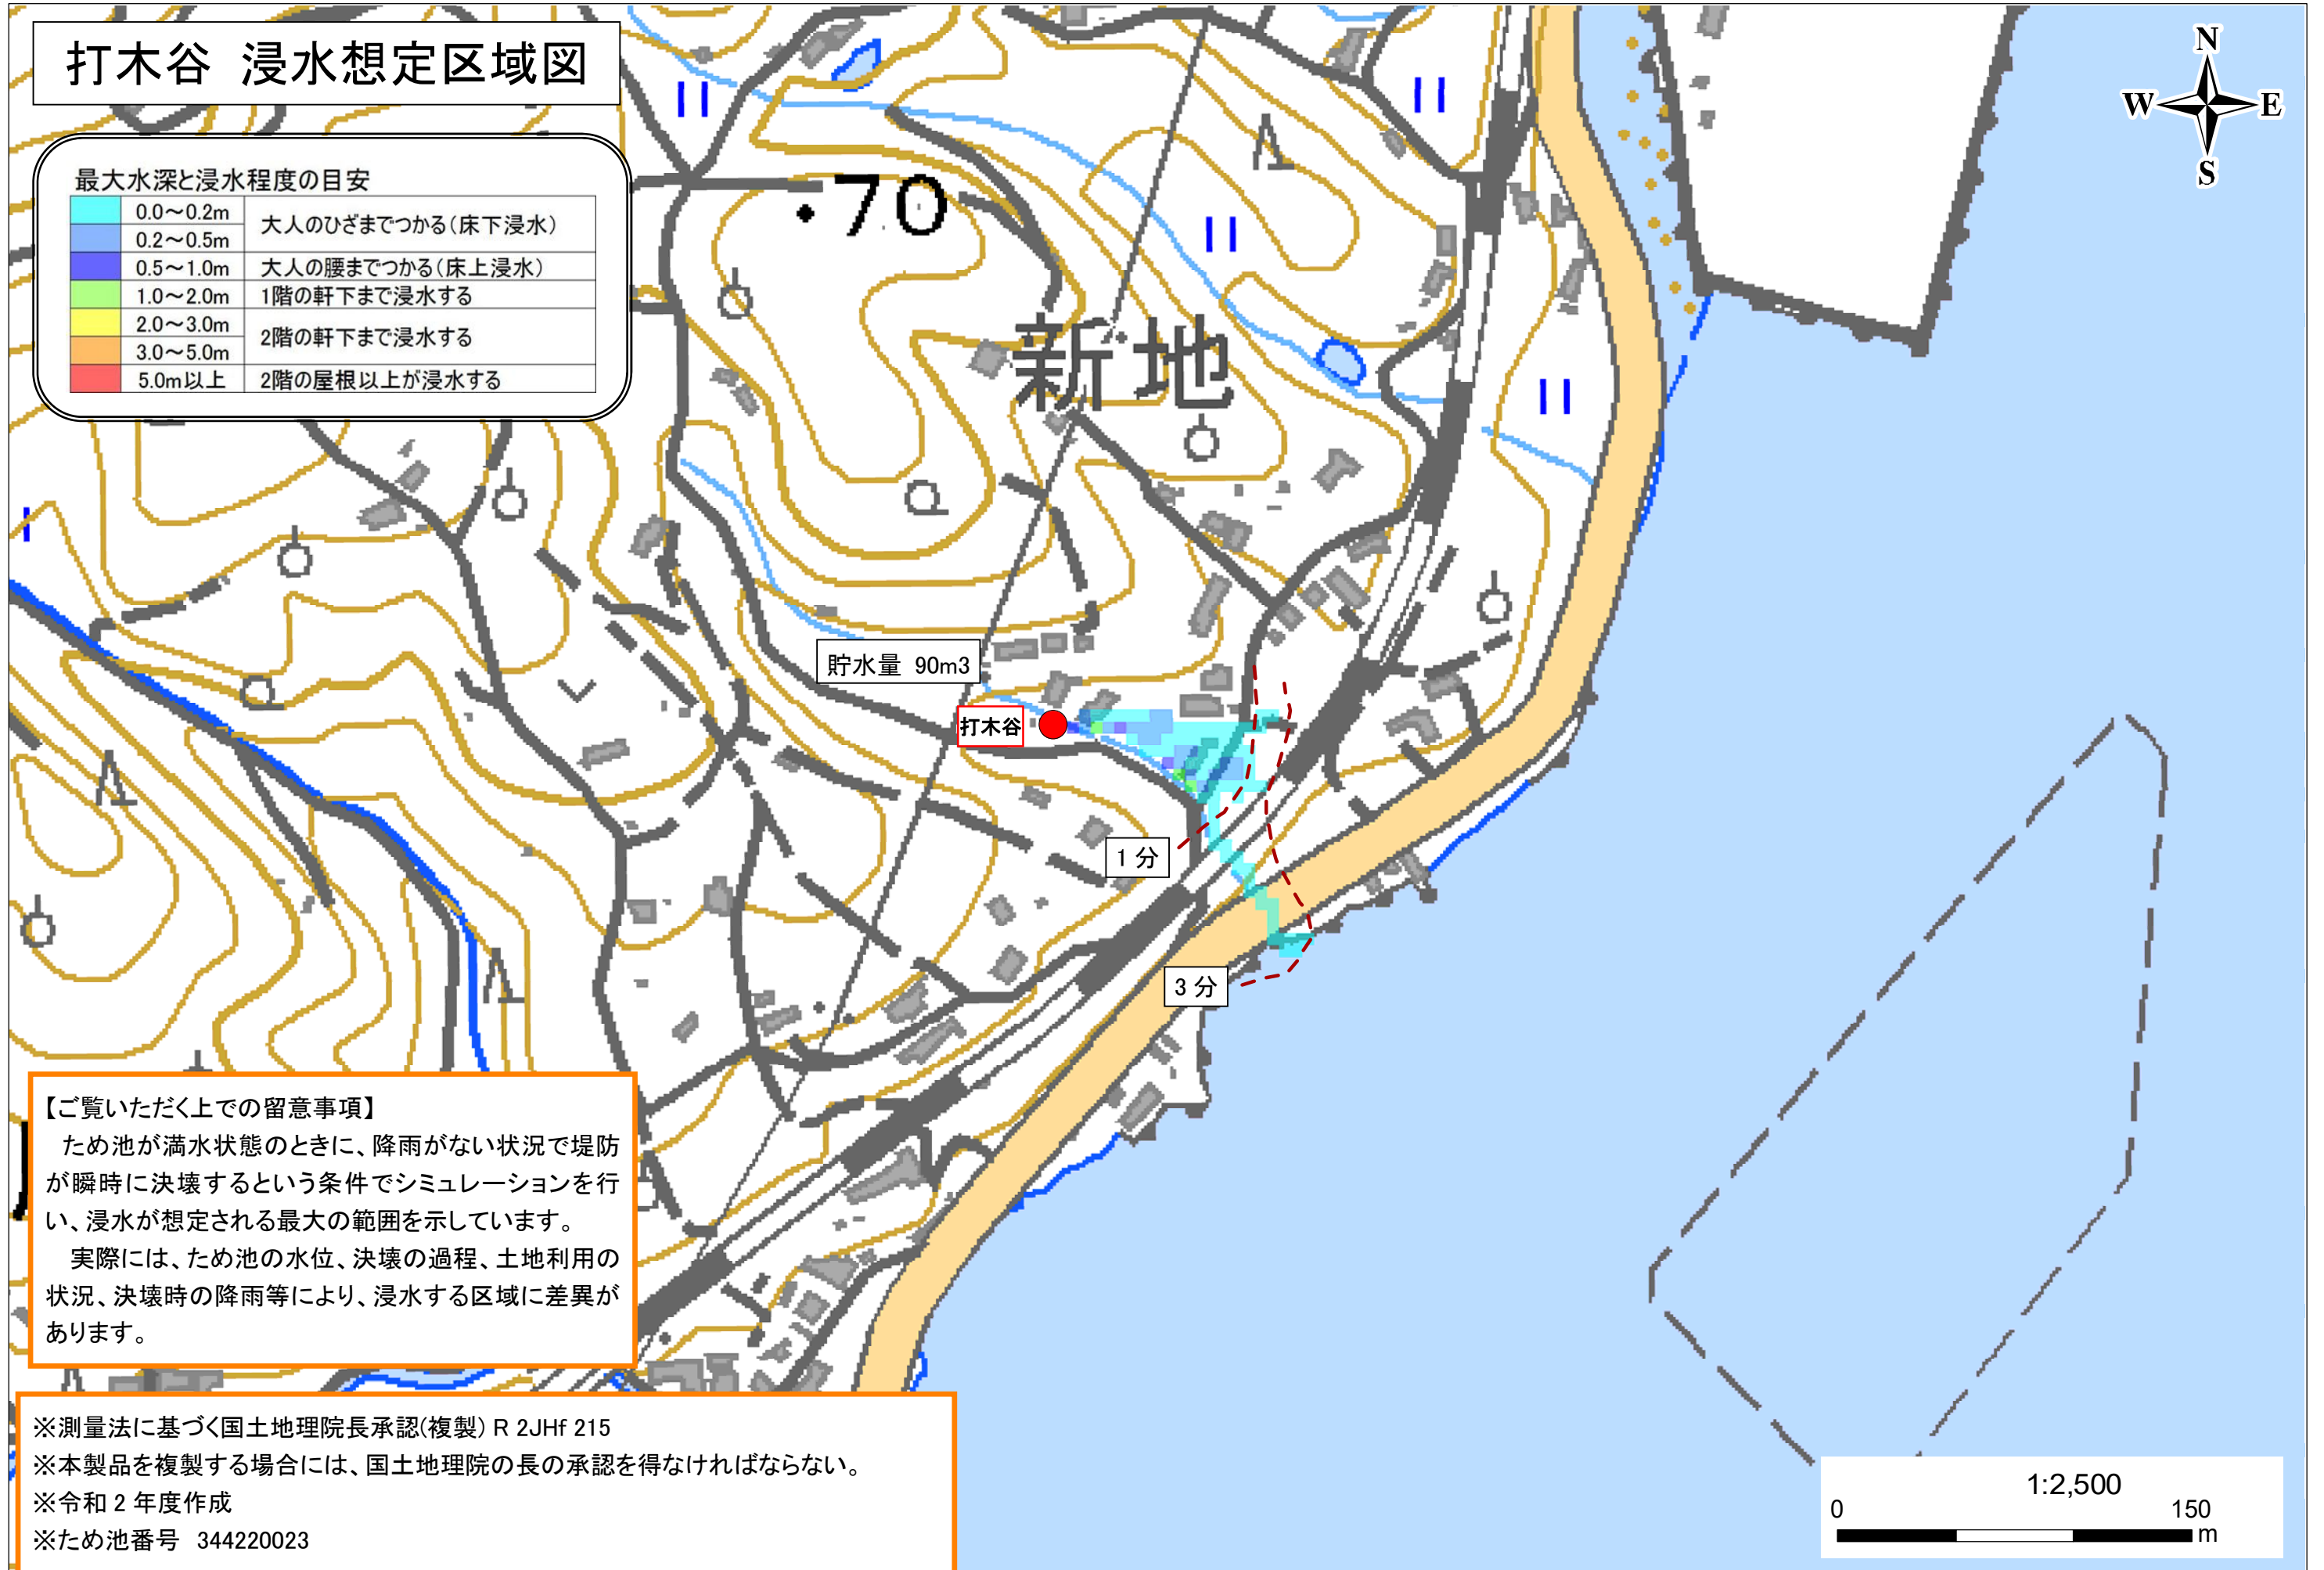 打木谷 浸水想定区域図
N
W E
S
最大水深と浸水程度の目安
0.0～0.2m 大人のひざまでつかる(床下浸水)
0.2～0.5m
0.5～1.0m 大人の腰までつかる(床上浸水)
1.0～2.0m 1階の軒下まで浸水する
2.0～3.0m 2階の軒下まで浸水する
3.0～5.0m
5.0m以上 2階の屋根以上が浸水する
・70
新地
貯水量 90m3
打木谷
1 分
3 分
【ご覧いただく上での留意事項】
ため池が満水状態のときに、降雨がない状況で堤防
が瞬時に決壊するという条件でシミュレーションを行
い、浸水が想定される最大の範囲を示しています。
実際には、ため池の水位、決壊の過程、土地利用の
状況、決壊時の降雨等により、浸水する区域に差異が
あります。
※測量法に基づく国土地理院長承認(複製) R 2JHf 215
※本製品を複製する場合には、国土地理院の長の承認を得なければならない。
※令和 2 年度作成
※ため池番号 344220023
1:2,500
0 150
m